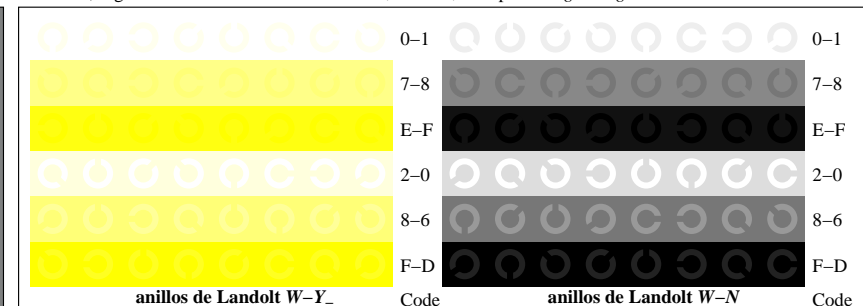 0–1 0–1
7–8 7–8
E–F E–F
2–0 2–0
8–6 8–6
F–D F–D
anillos de Landolt W–Y_ Code anillos de Landolt W–N Code